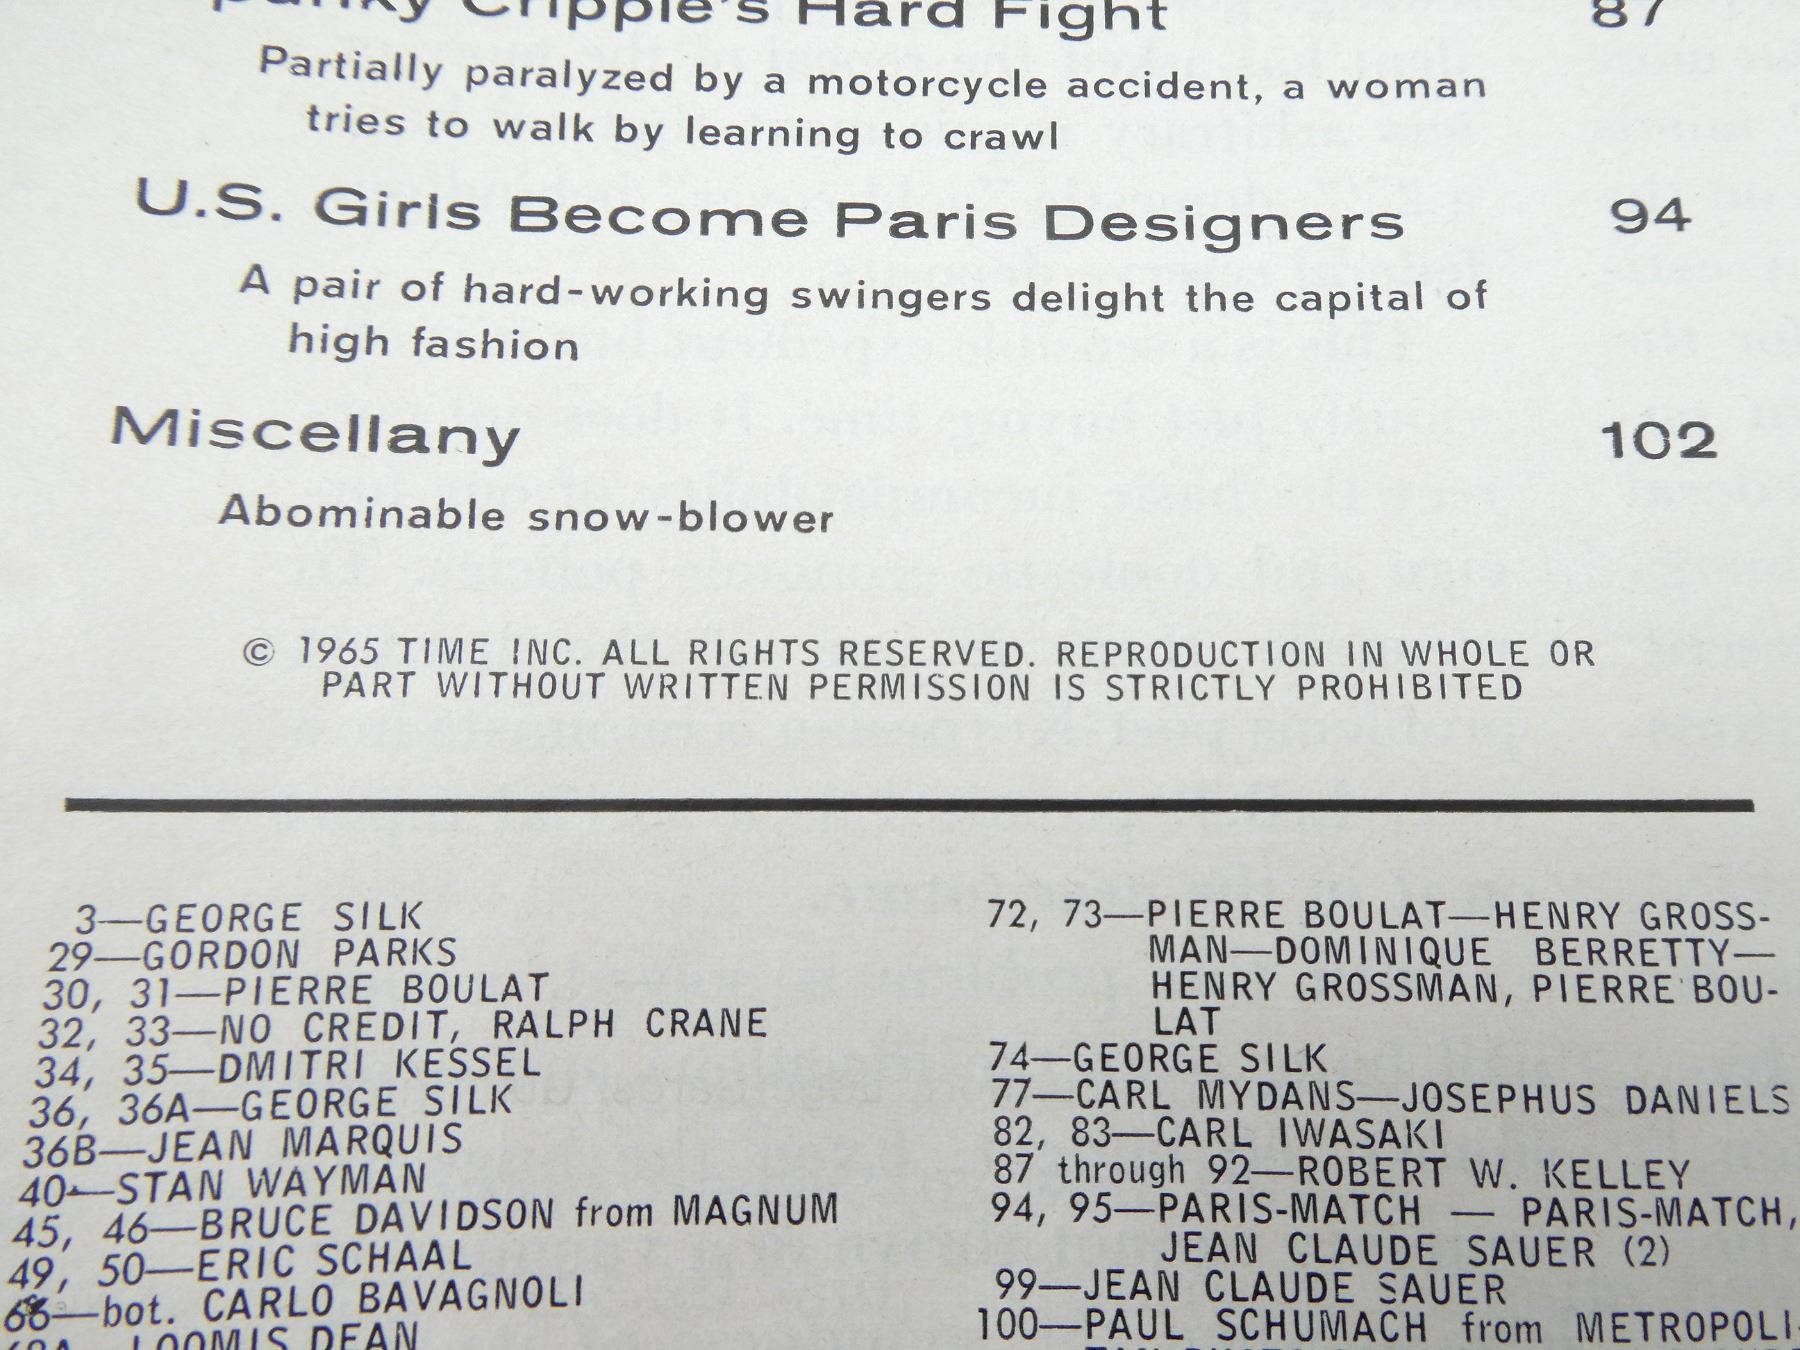 Cripple's Hard Fight 87
Partially paralyzed by a motorcycle accident, a woman
tries to walk by learning to crawl
U.S. Girls Become Paris Designers 94
A pair of hard-working swingers delight the capital of
high fashion
Miscellany 102
Abominable snow-blower
© 1965 TIME INC. ALL RIGHTS RESERVED. REPRODUCTION IN WHOLE OR
PART WITHOUT WRITTEN PERMISSION IS STRICTLY PROHIBITED
3—GEORGE SILK
29—GORDON PARKS
30, 31—PIERRE BOULAT
32, 33—NO CREDIT, RALPH CRANE
34, 35—DMITRI KESSEL
36, 36A—GEORGE SILK
36B—JEAN MARQUIS
40—STAN WAYMAN
45, 46—BRUCE DAVIDSON from MAGNUM
49, 50—ERIC SCHAAL
bot. CARLO BAVAGNOLI
LOOMIS DEAN
72, 73—PIERRE BOULAT—HENRY GROSS-
MAN—DOMINIQUE BERRETTY—
HENRY GROSSMAN, PIERRE BOU-
LAT
74—GEORGE SILK
77—CARL MYDANS—JOSEPHUS DANIELS
82, 83—CARL IWASAKI
87 through 92—ROBERT W. KELLEY
94, 95—PARIS-MATCH — PARIS-MATCH,
JEAN CLAUDE SAUER (2)
99—JEAN CLAUDE SAUER
100—PAUL SCHUMACH from METROPOLI-